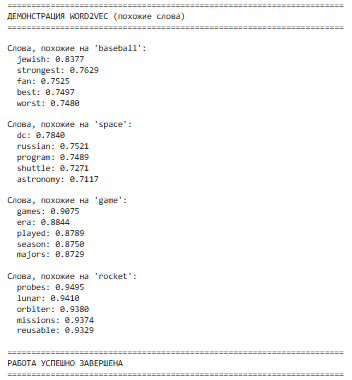 ======================================================================
ДЕМОНСТРАЦИЯ WORD2VEC (похожие слова)
======================================================================
Слова, похожие на 'baseball':
jewish: 0.8377
strongest: 0.7629
fan: 0.7525
best: 0.7497
worst: 0.7480
Слова, похожие на 'space':
dc: 0.7840
russian: 0.7521
program: 0.7489
shuttle: 0.7271
astronomy: 0.7117
Слова, похожие на 'game':
games: 0.9075
era: 0.8844
played: 0.8789
season: 0.8750
majors: 0.8729
Слова, похожие на 'rocket':
probes: 0.9495
lunar: 0.9410
orbiter: 0.9380
missions: 0.9374
reusable: 0.9329
======================================================================
РАБОТА УСПЕШНО ЗАВЕРШЕНА
======================================================================